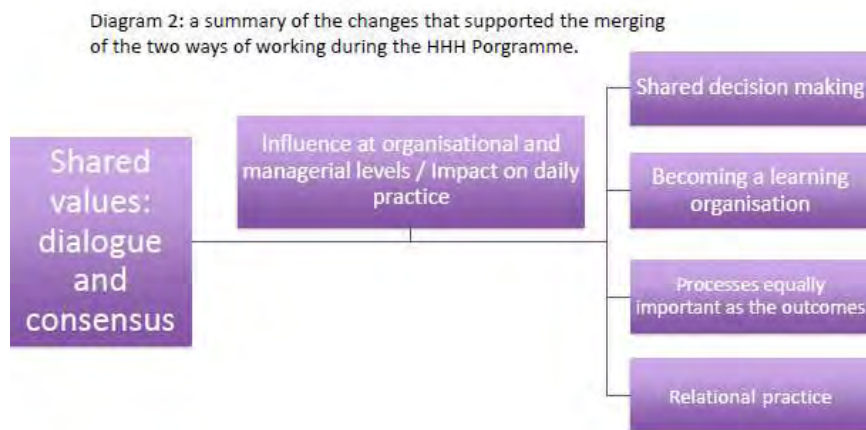 Diagram 2: a summary of the changes that supported the merging
of the two ways of working during the HHH Porgramme.
Shared
values:
dialogue
and
consensus
Influence at organisational and
managerial levels / Impact on daily
practice
Shared decision making
Becoming a learning
organisation
Processes equally
important as the outcomes
Relational practice